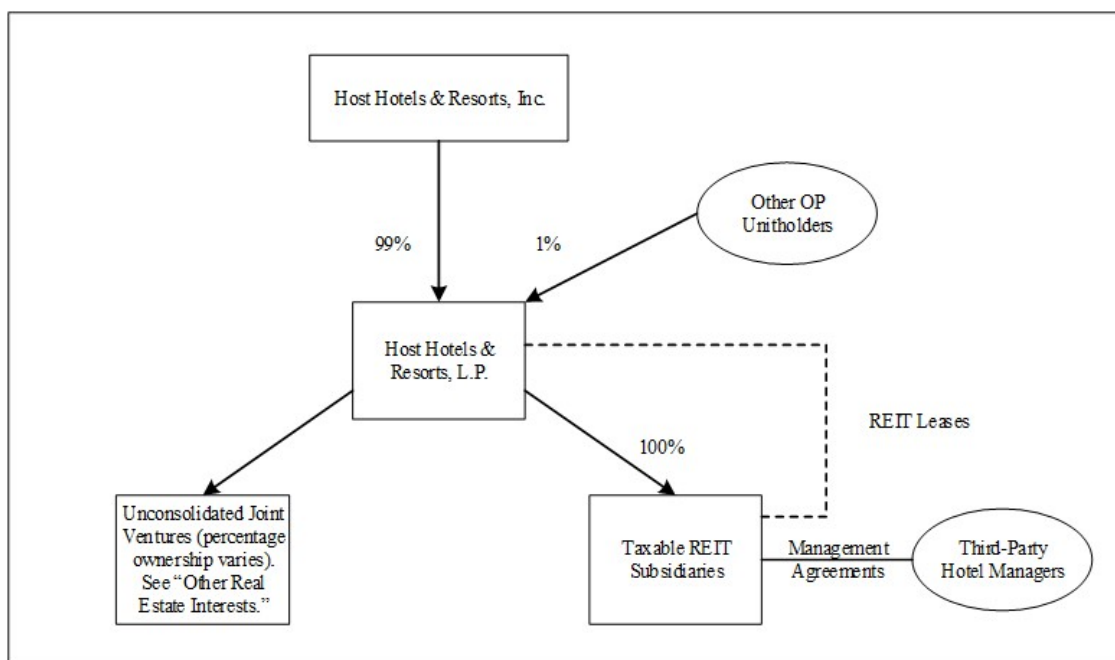 Host Hotels & Resorts, Inc.
Other OP
Unitholders
99%
1%
Host Hotels &
Resorts, L.P.
REIT Leases
100%
Unconsolidated Joint
Ventures (percentage
ownership varies).
See “Other Real
Estate Interests.”
Taxable REIT
Subsidiaries
Management
Agreements
Third-Party
Hotel Managers